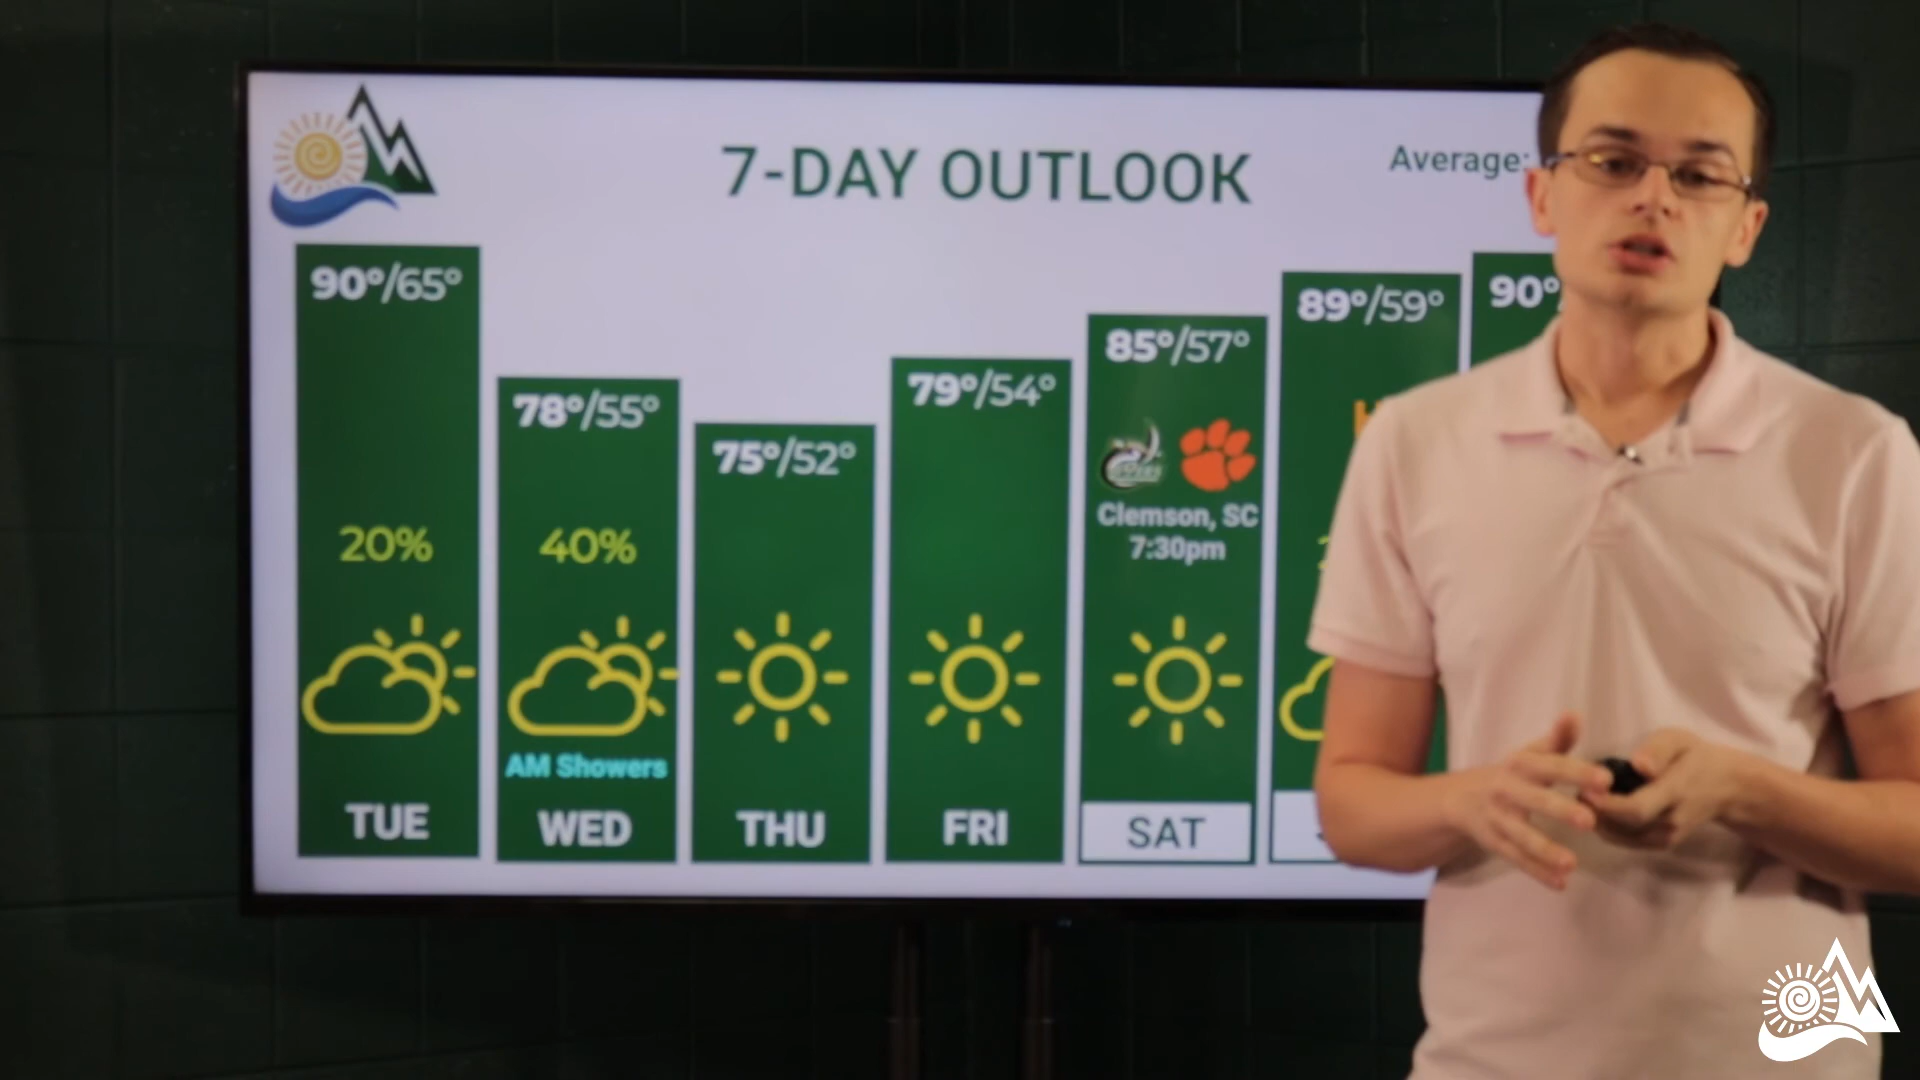 7-DAY OUTLOOK
Average:
90°/65°
20%
TUE
78°/55°
40%
AM Showers
WED
75°/52°
THU
79°/54°
FRI
85°/57°
Clemson, SC
7:30pm
SAT
89°/59°
90°